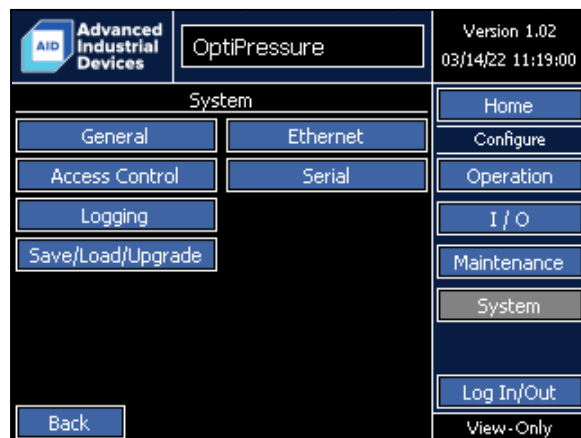 AID
Advanced
Industrial
Devices
OptiPressure
Version 1.02
03/14/22 11:19:00
System
General
Ethernet
Access Control
Serial
Logging
Save/Load/Upgrade
Back
Home
Configure
Operation
I / O
Maintenance
System
Log In/Out
View-Only